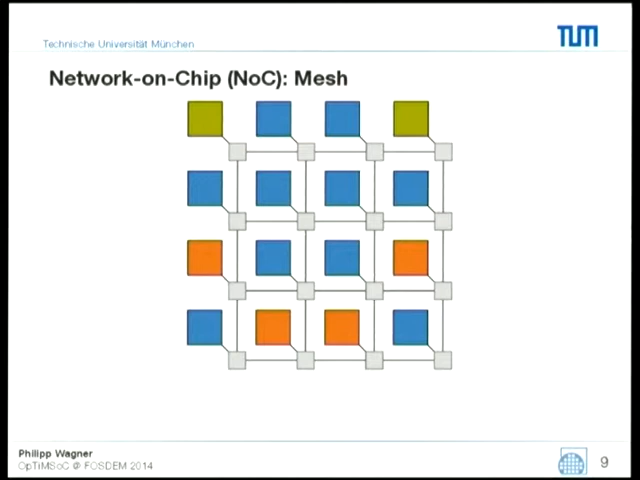 TUM
Technische Universität München
Network-on-Chip (NoC): Mesh
Philipp Wagner
OpTiMSoC @ FOSDEM 2014
9